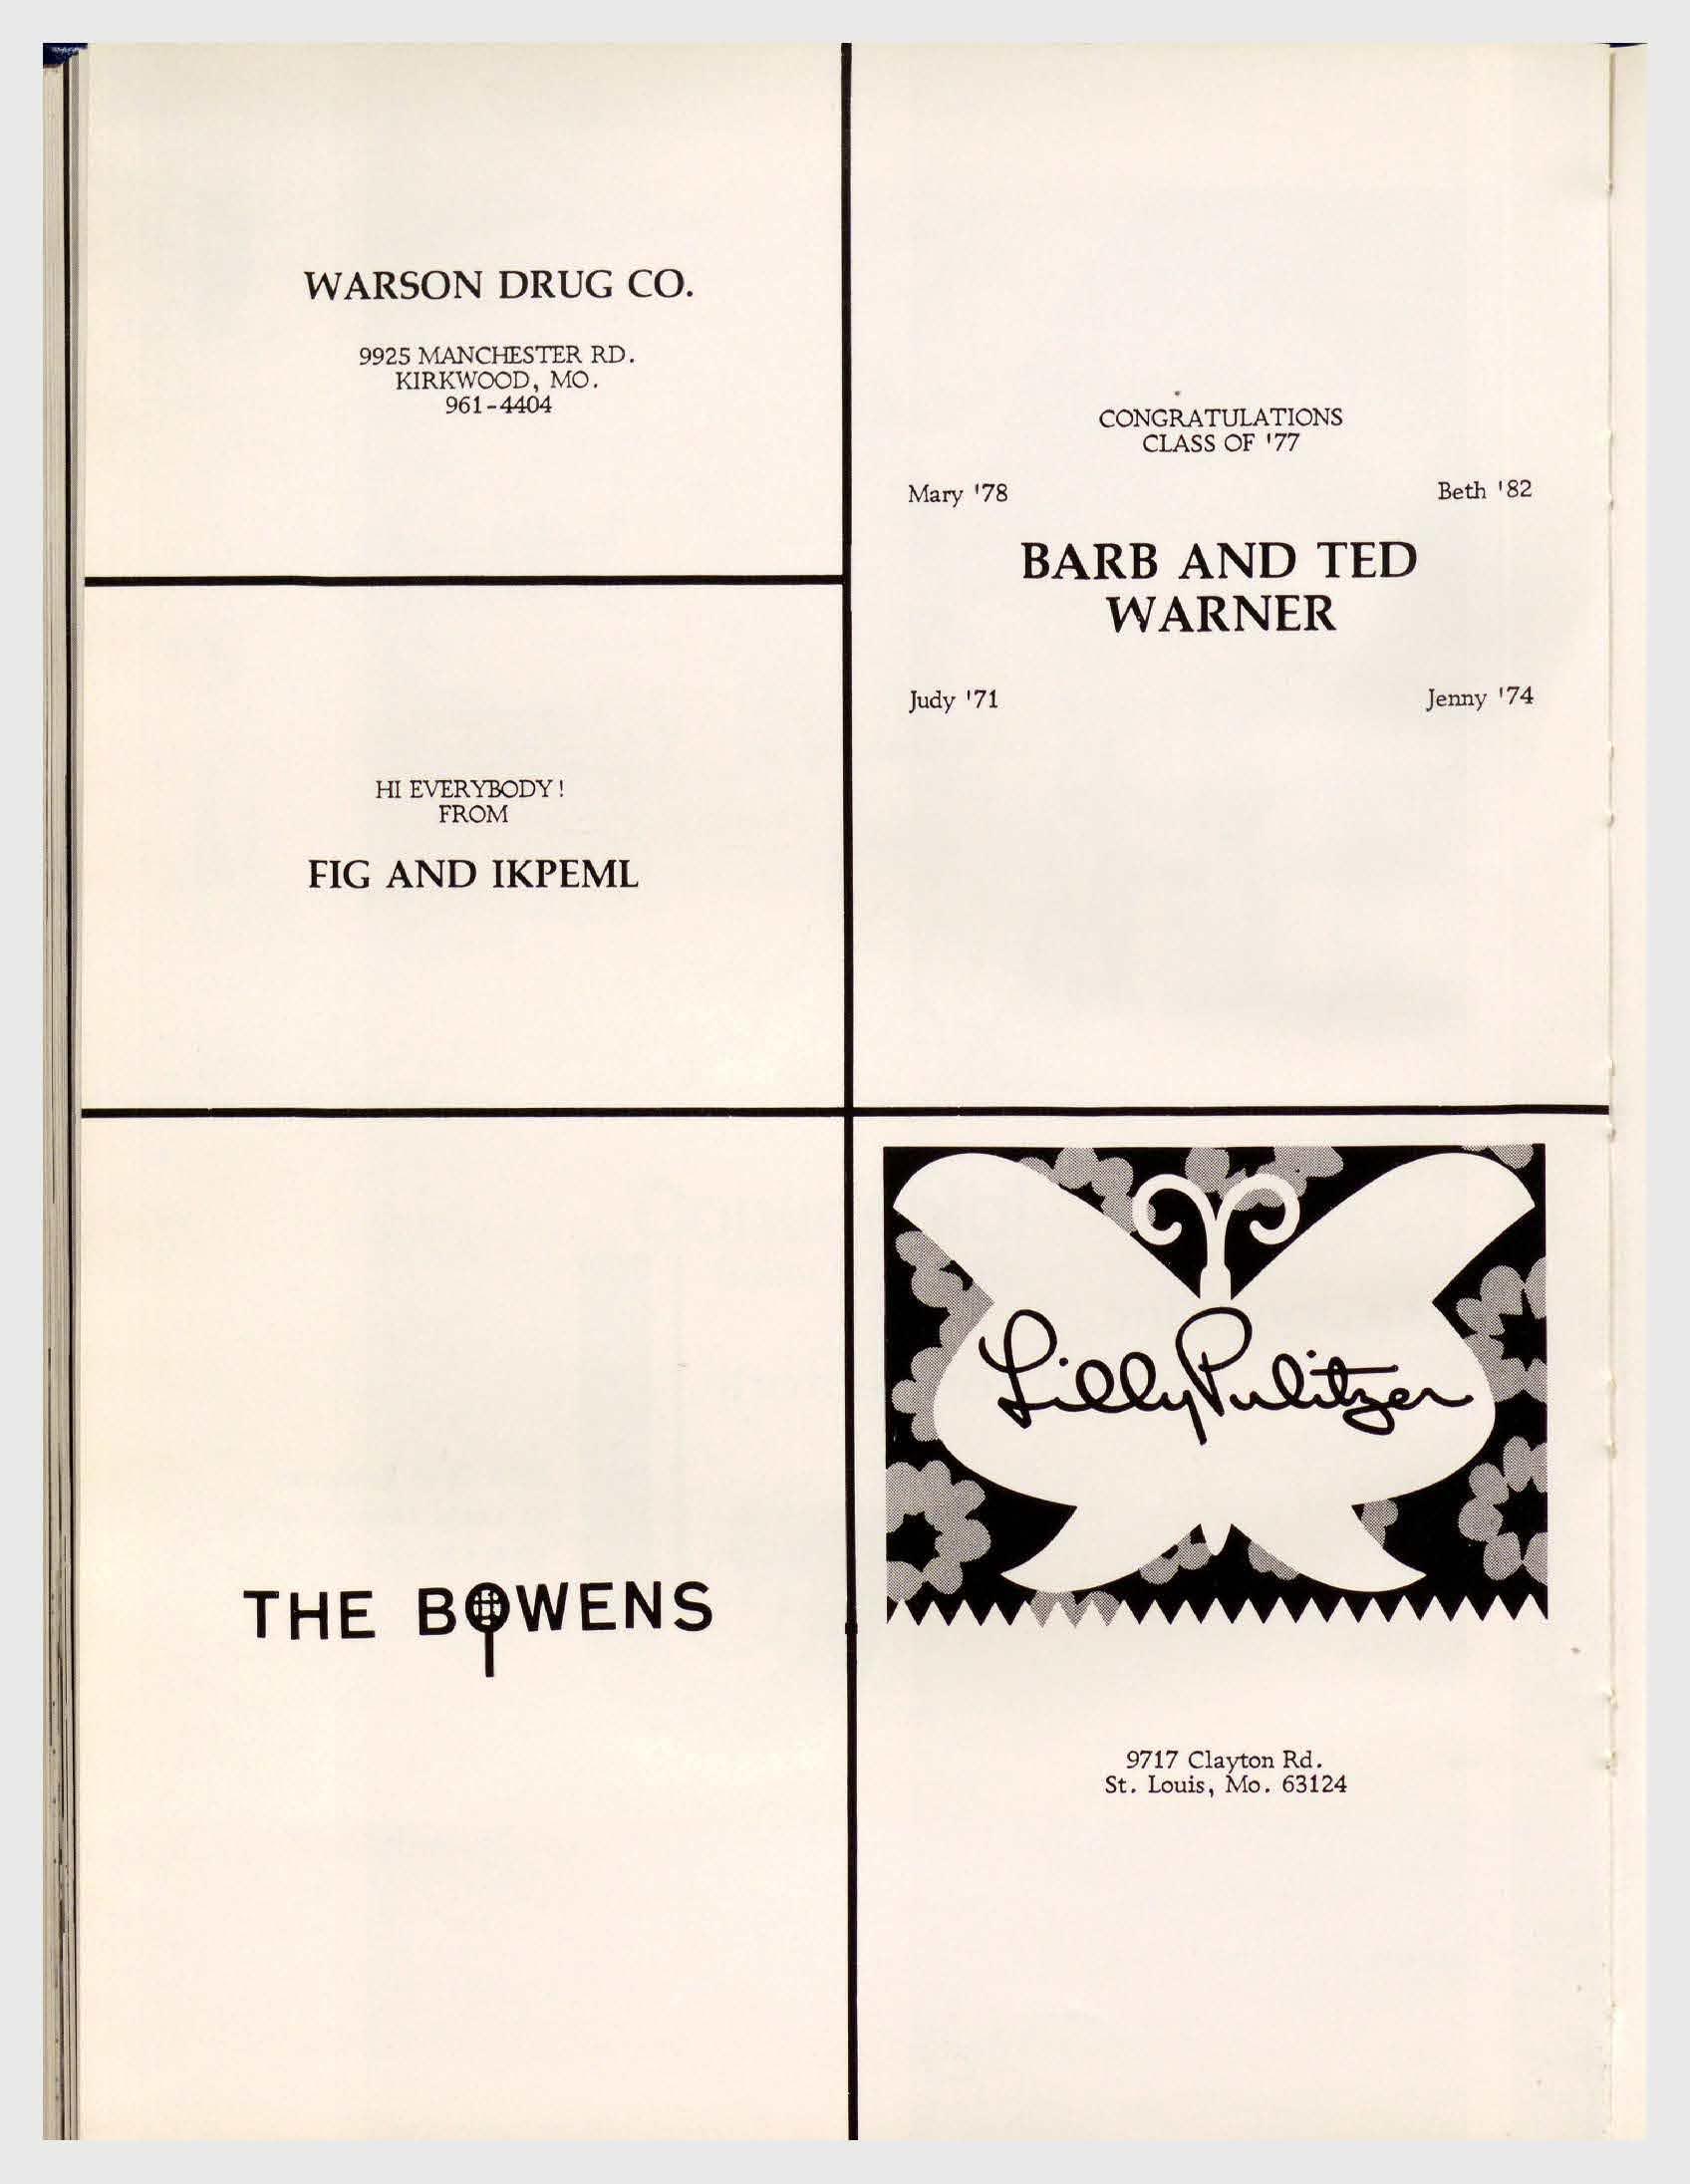 WARSON DRUG CO.
9925 MANCHESTER RD.
KIRKWOOD, MO.
961-4404
HI EVERYBODY!
FROM
FIG AND IKPEML
CONGRATULATIONS
CLASS OF '77
Mary '78 Beth '82
BARB AND TED
WARNER
Judy '71 Jenny '74
THE BOWENS
Lilly Pulitzer
9717 Clayton Rd.
St. Louis, Mo. 63124